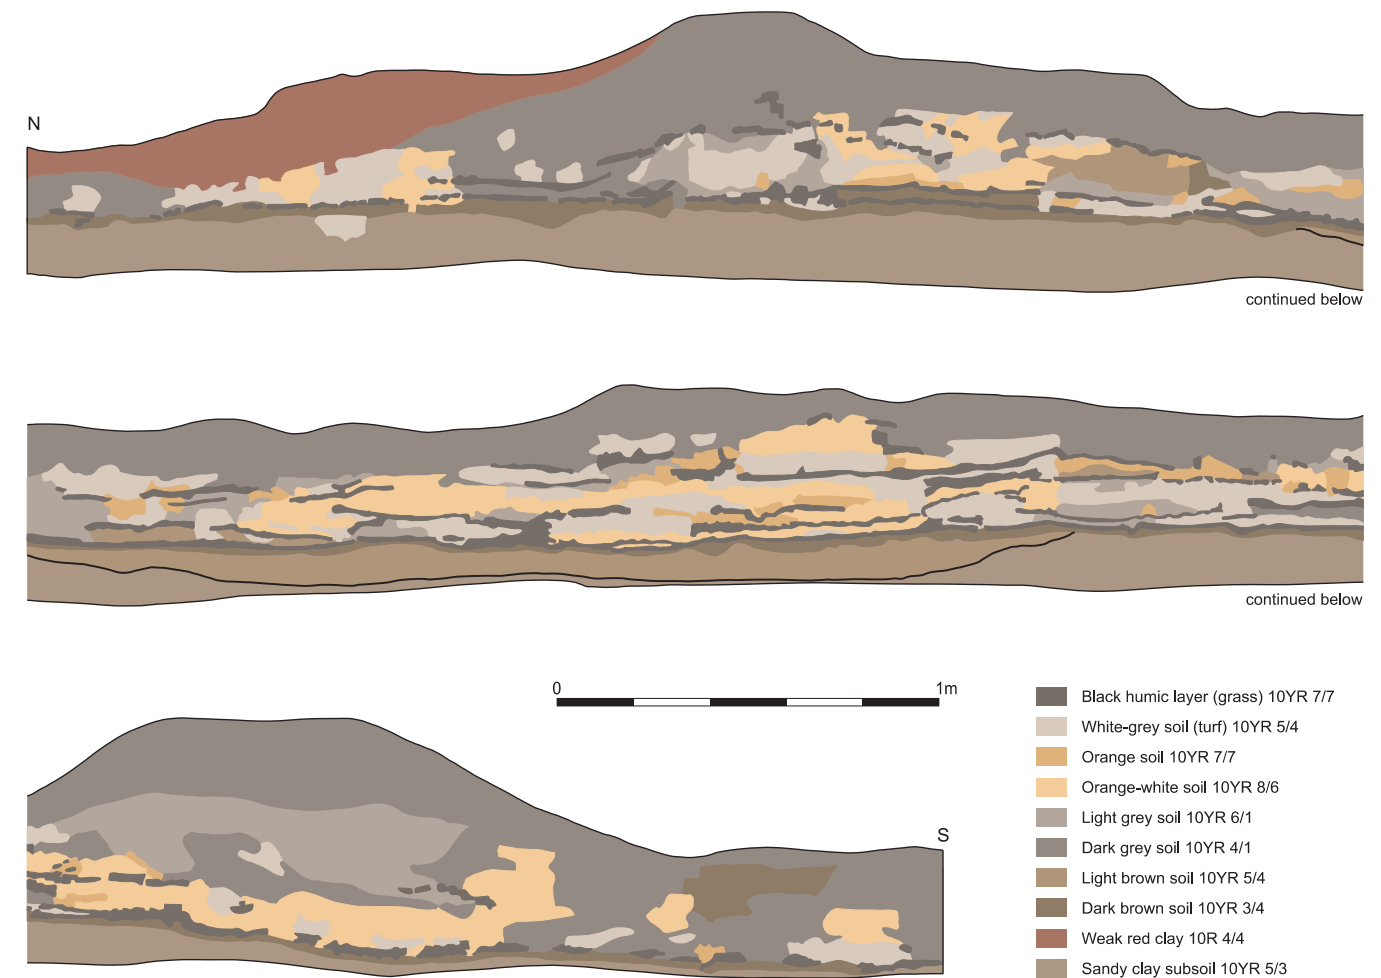 N
continued below
continued below
0 1m
S
Black humic layer (grass) 10YR 7/7
White-grey soil (turf) 10YR 5/4
Orange soil 10YR 7/7
Orange-white soil 10YR 8/6
Light grey soil 10YR 6/1
Dark grey soil 10YR 4/1
Light brown soil 10YR 5/4
Dark brown soil 10YR 3/4
Weak red clay 10R 4/4
Sandy clay subsoil 10YR 5/3